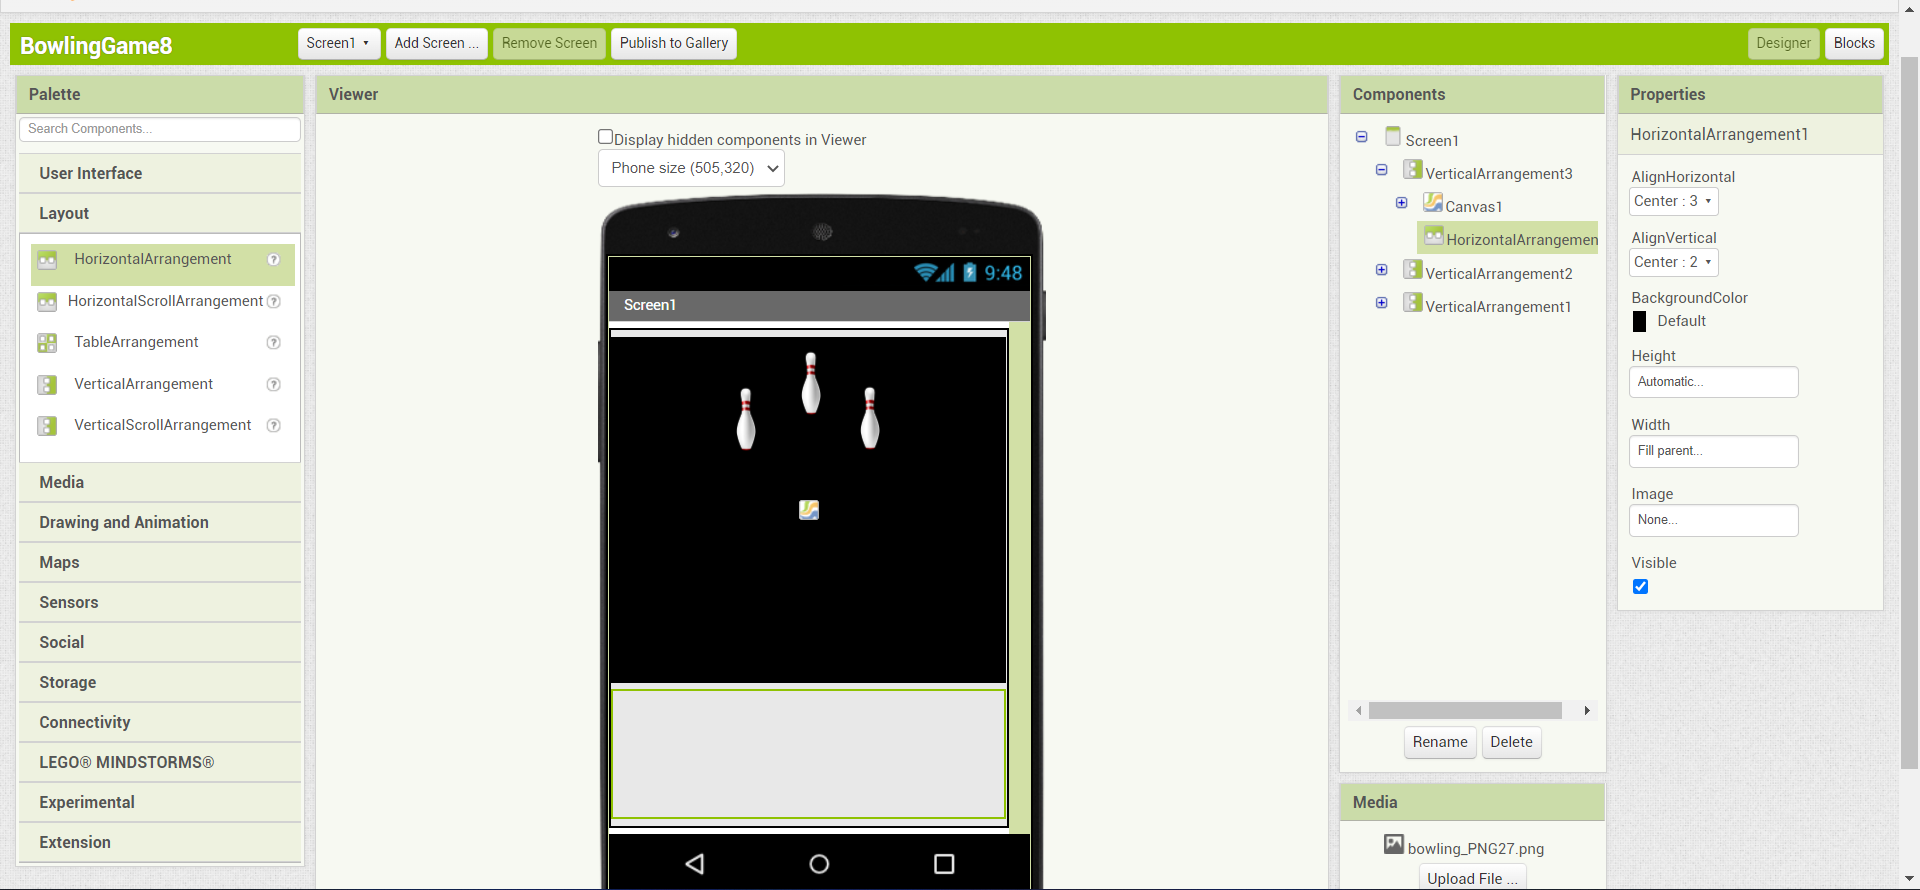 BowlingGame8
Screen1 ▾
Add Screen ...
Remove Screen
Publish to Gallery
Designer
Blocks
Palette
Search Components...
User Interface
Layout
HorizontalArrangement ?
HorizontalScrollArrangement ?
TableArrangement ?
VerticalArrangement ?
VerticalScrollArrangement ?
Media
Drawing and Animation
Maps
Sensors
Social
Storage
Connectivity
LEGO® MINDSTORMS®
Experimental
Extension
Viewer
Display hidden components in Viewer
Phone size (505,320)
9:48
Screen1
Components
Screen1
VerticalArrangement3
Canvas1
HorizontalArrangemen
VerticalArrangement2
VerticalArrangement1
Rename
Delete
Media
bowling_PNG27.png
Upload File ...
Properties
HorizontalArrangement1
AlignHorizontal
Center : 3 ▾
AlignVertical
Center : 2 ▾
BackgroundColor
Default
Height
Automatic...
Width
Fill parent...
Image
None...
Visible